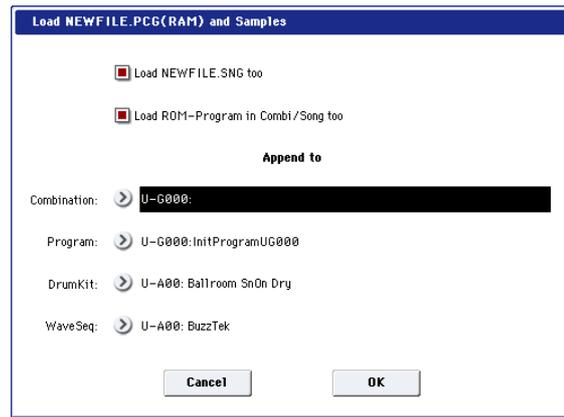 Load NEWFILE.PCG(RAM) and Samples
Load NEWFILE.SNG too
Load ROM-Program in Combi/Song too
Append to
Combination: U-G000:
Program: U-G000:InitProgramUG000
DrumKit: U-A00: Ballroom SnOn Dry
WaveSeq: U-A00: BuzzTek
Cancel OK